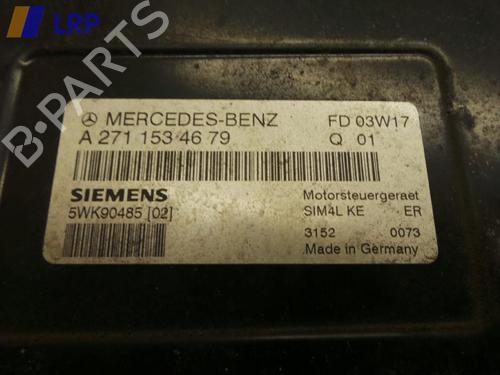 LRP
MERCEDES-BENZ FD 03W17
A 271 153 46 79 Q 01
SIEMENS Motorsteuergeraet
5WK90485 [02] SIM4L KE ER
3152 0073
Made in Germany
B-PARTS